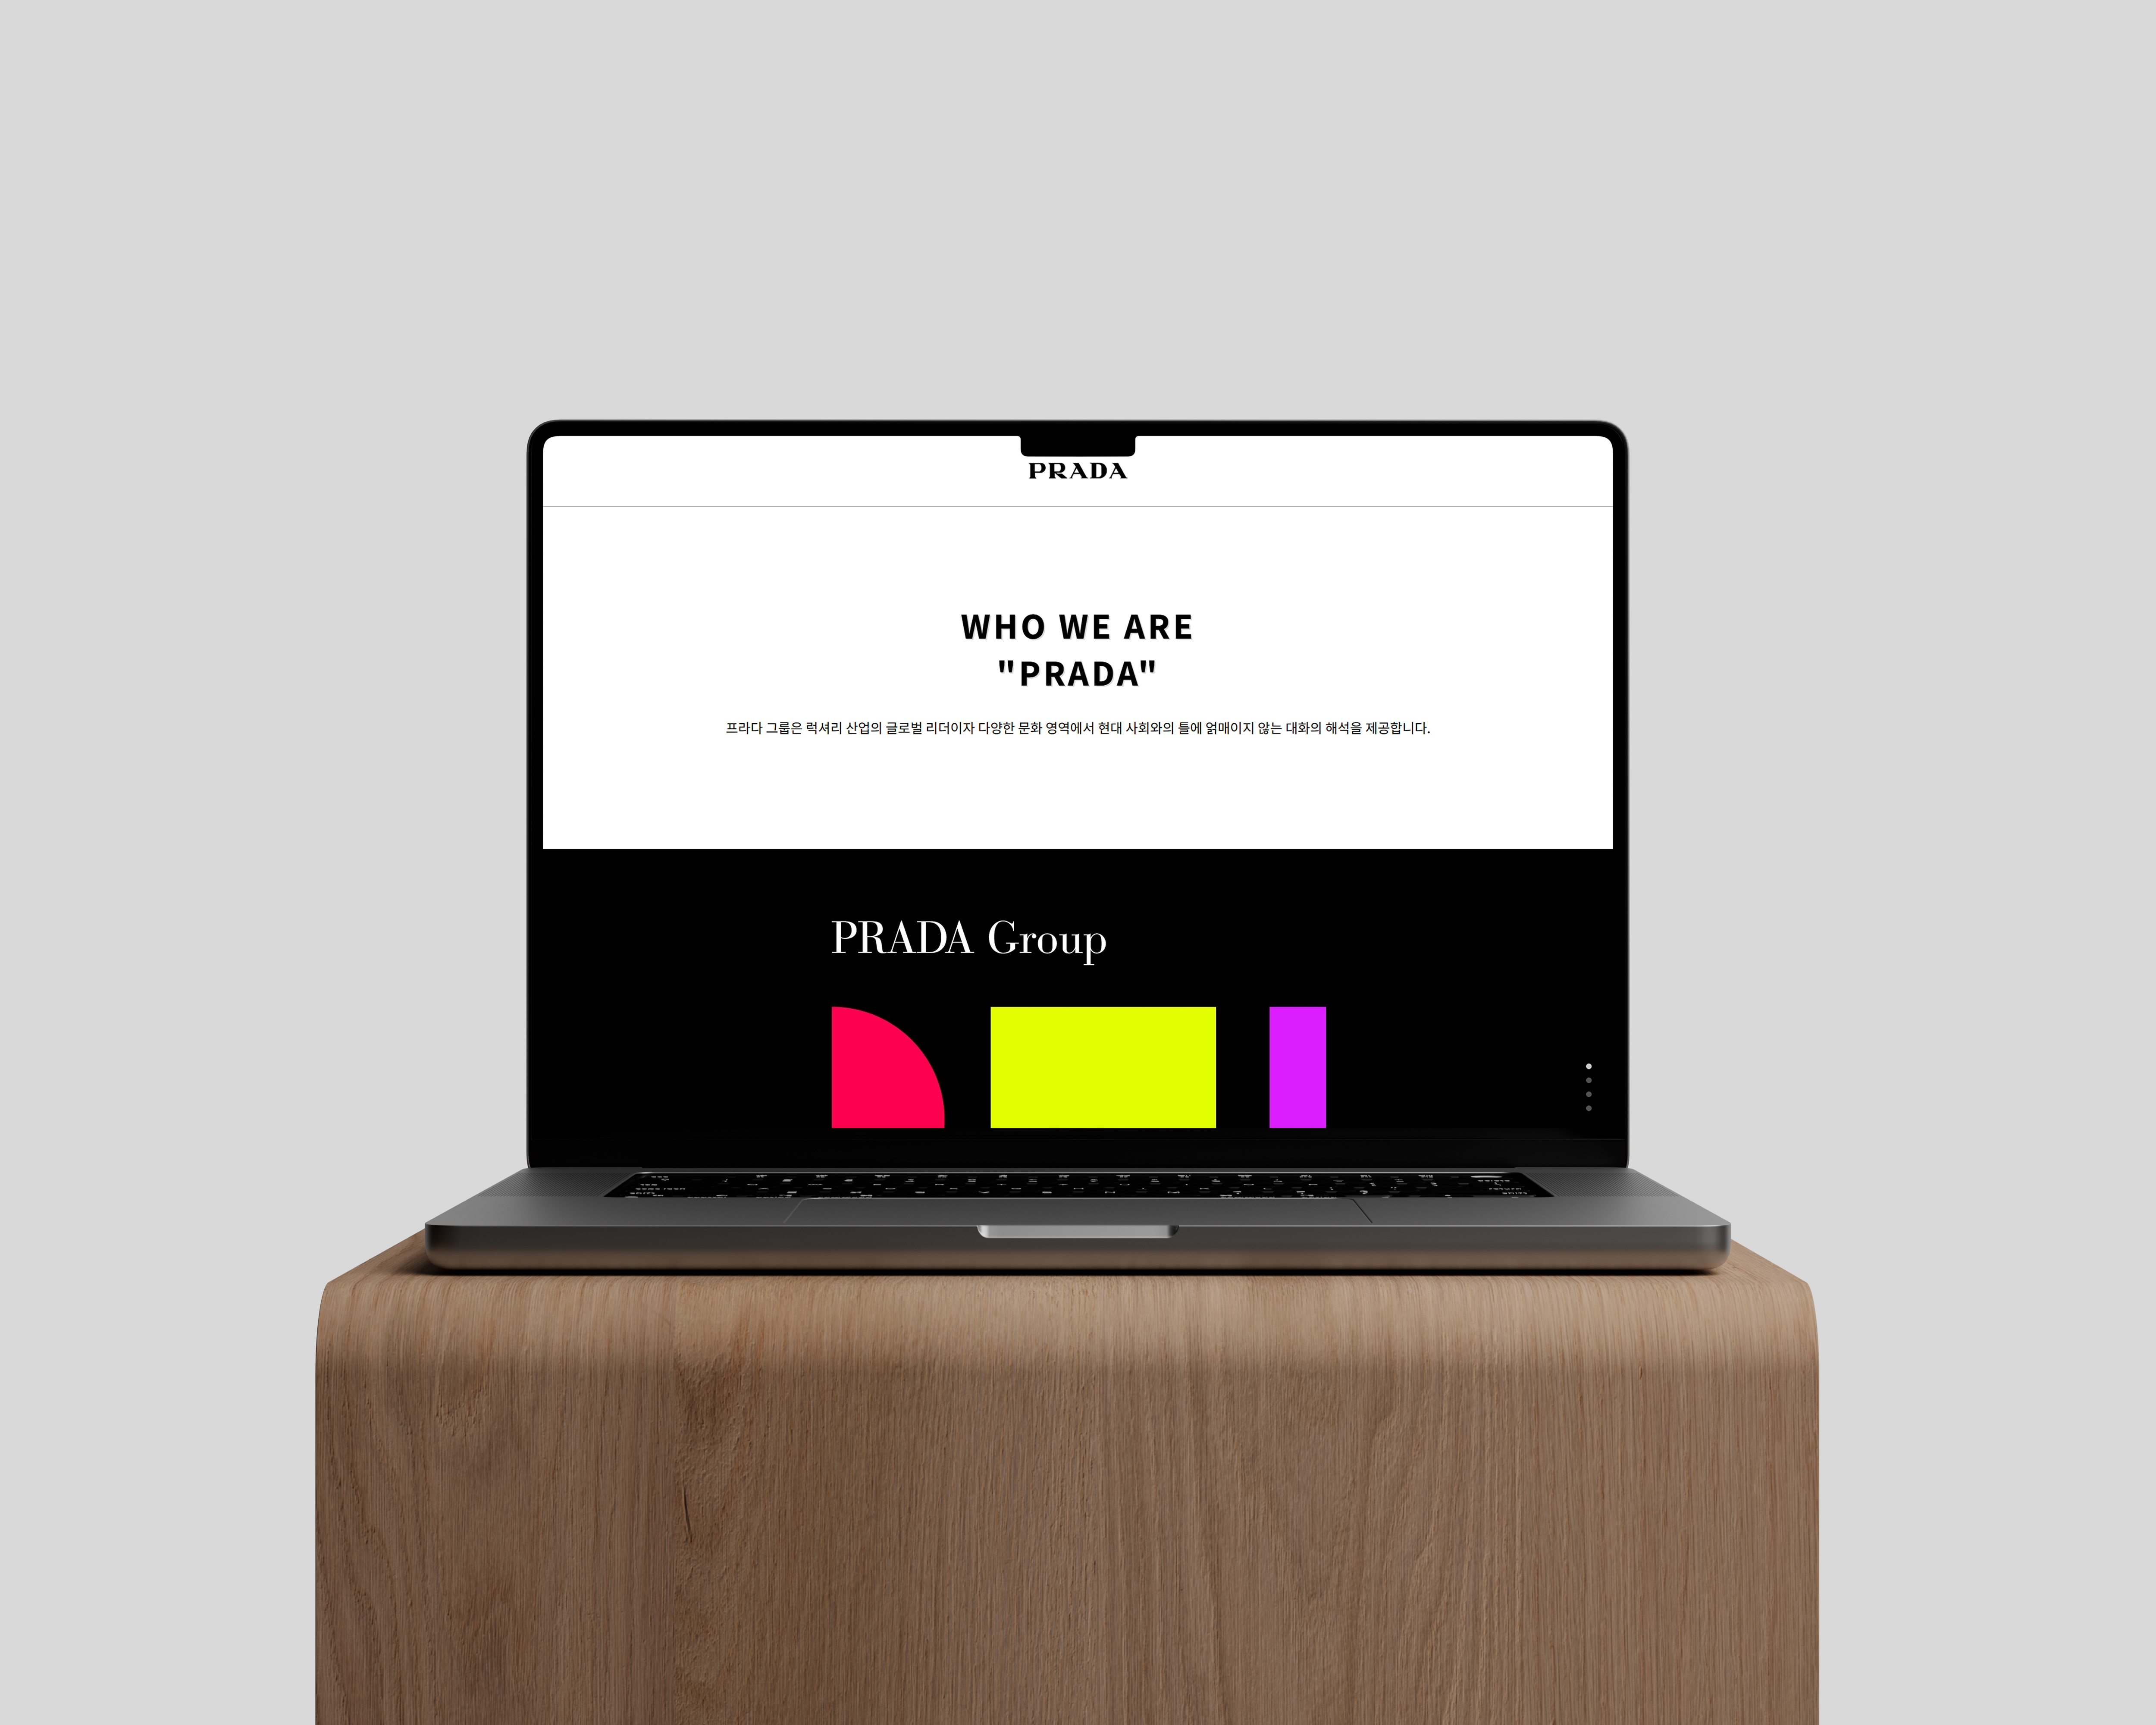 PRADA
WHO WE ARE
"PRADA"
프라다 그룹은 럭셔리 산업의 글로벌 리더이자 다양한 문화 영역에서 현대 사회와의 틀에 얽매이지 않는 대화의 해석을 제공합니다.
PRADA Group